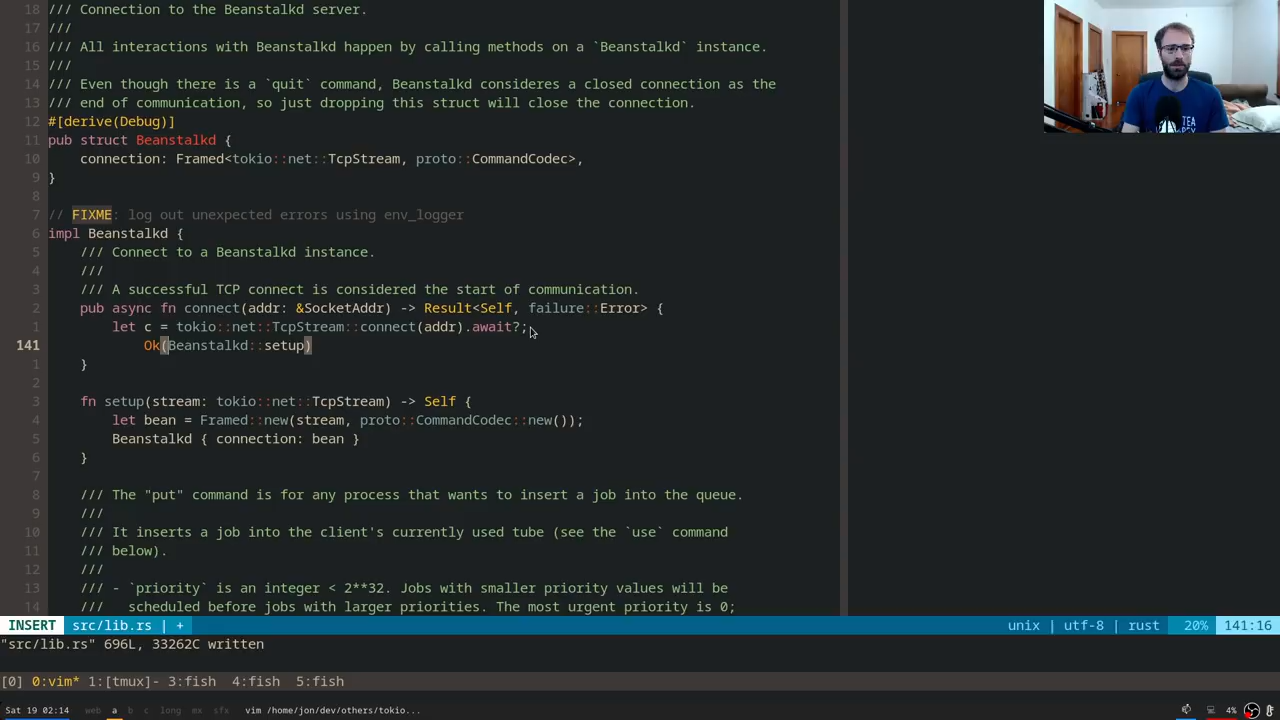 18 /// Connection to the Beanstalkd server.
17 ///
16 /// All interactions with Beanstalkd happen by calling methods on a `Beanstalkd` instance.
15 ///
14 /// Even though there is a `quit` command, Beanstalkd consideres a closed connection as the
13 /// end of communication, so just dropping this struct will close the connection.
12 #[derive(Debug)]
11 pub struct Beanstalkd {
10     connection: Framed<tokio::net::TcpStream, proto::CommandCodec>,
9 }
8
7 // FIXME: log out unexpected errors using env_logger
6 impl Beanstalkd {
5     /// Connect to a Beanstalkd instance.
4     ///
3     /// A successful TCP connect is considered the start of communication.
2     pub async fn connect(addr: &SocketAddr) -> Result<Self, failure::Error> {
1         let c = tokio::net::TcpStream::connect(addr).await?;
141             Ok(Beanstalkd::setup)
1     }
2
3     fn setup(stream: tokio::net::TcpStream) -> Self {
4         let bean = Framed::new(stream, proto::CommandCodec::new());
5         Beanstalkd { connection: bean }
6     }
7
8     /// The "put" command is for any process that wants to insert a job into the queue.
9     ///
10     /// It inserts a job into the client's currently used tube (see the `use` command
11     /// below).
12     ///
13     /// - `priority` is an integer < 2**32. Jobs with smaller priority values will be
14     ///   scheduled before jobs with larger priorities. The most urgent priority is 0;
INSERT src/lib.rs | + unix | utf-8 | rust 20% 141:16
"src/lib.rs" 696L, 33262C written
[0] 0:vim* 1:[tmux]- 3:fish 4:fish 5:fish
Sat 19 02:14 web a b c long mx sfx vim /home/jon/dev/others/tokio... 4%